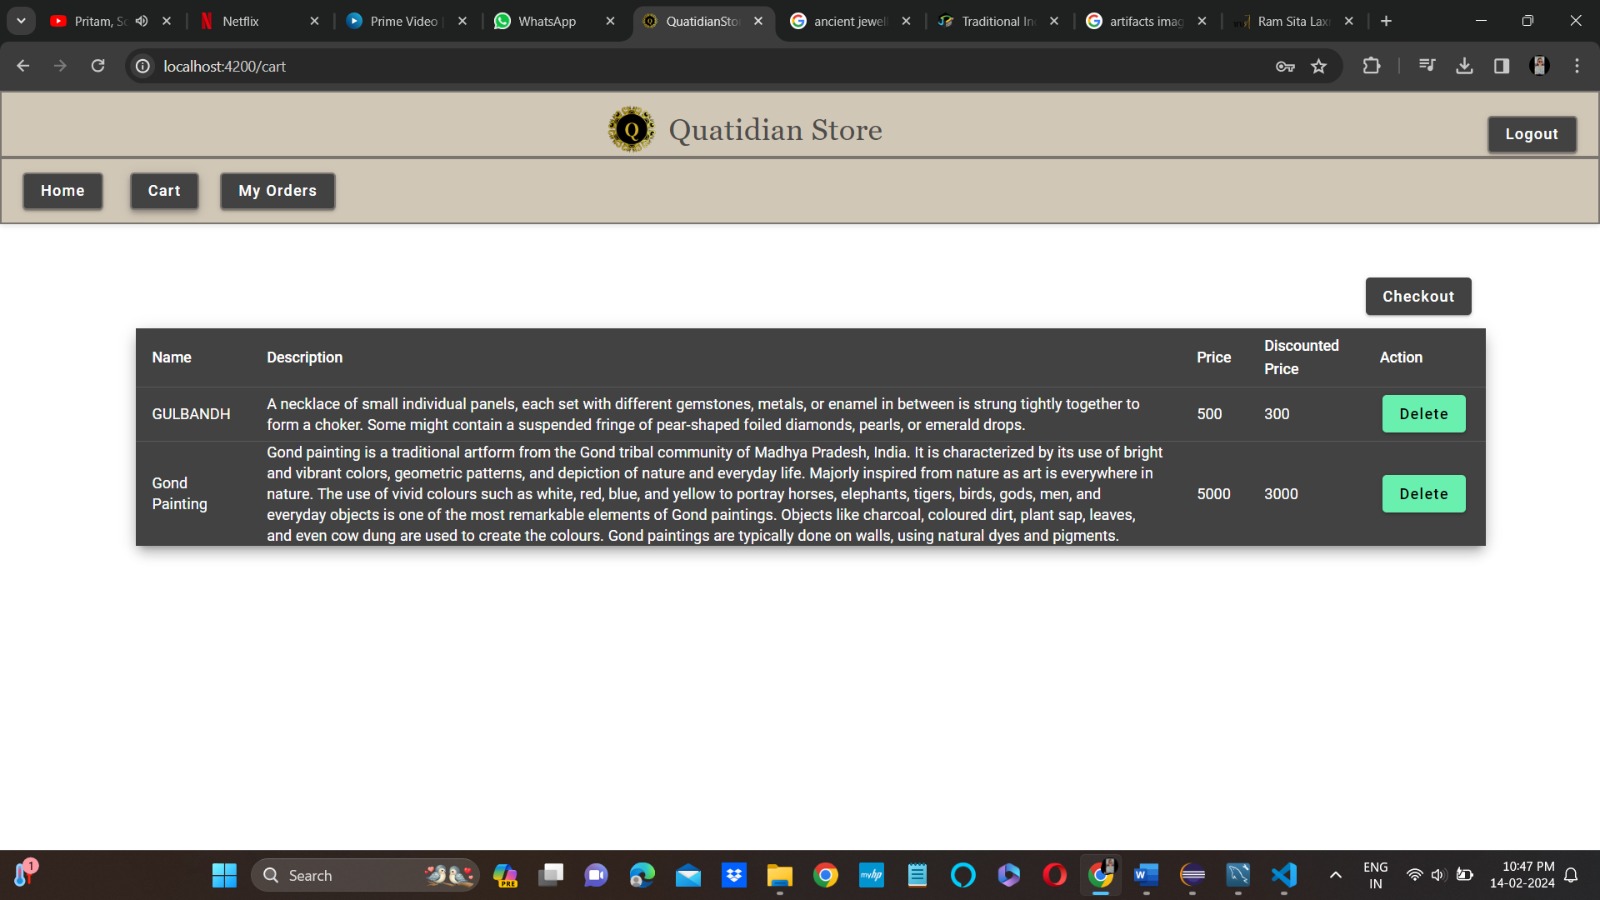 Pritam, Se
Netflix
Prime Video |
WhatsApp
QuatidianSto
ancient jewell
Traditional In
artifacts imag
Ram Sita Lax
localhost:4200/cart
Q
Quatidian Store
Logout
Home
Cart
My Orders
Checkout
Name
Description
Price
Discounted
Price
Action
GULBANDH
A necklace of small individual panels, each set with different gemstones, metals, or enamel in between is strung tightly together to
form a choker. Some might contain a suspended fringe of pear-shaped foiled diamonds, pearls, or emerald drops.
500
300
Delete
Gond
Painting
Gond painting is a traditional artform from the Gond tribal community of Madhya Pradesh, India. It is characterized by its use of bright
and vibrant colors, geometric patterns, and depiction of nature and everyday life. Majorly inspired from nature as art is everywhere in
nature. The use of vivid colours such as white, red, blue, and yellow to portray horses, elephants, tigers, birds, gods, men, and
everyday objects is one of the most remarkable elements of Gond paintings. Objects like charcoal, coloured dirt, plant sap, leaves,
and even cow dung are used to create the colours. Gond paintings are typically done on walls, using natural dyes and pigments.
5000
3000
Delete
1
Search
PRE
myhp
W
ENG
IN
10:47 PM
14-02-2024